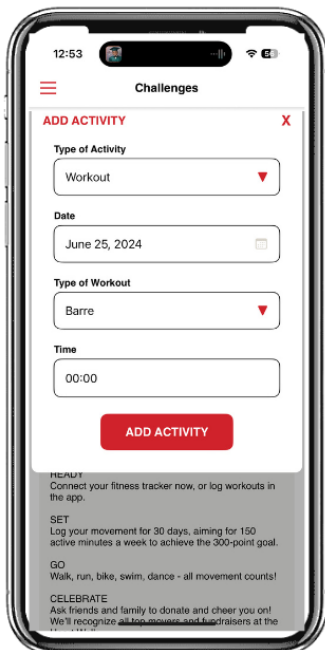 12:53
56
Challenges
ADD ACTIVITY X
Type of Activity
Workout
Date
June 25, 2024
Type of Workout
Barre
Time
00:00
ADD ACTIVITY
READY
Connect your fitness tracker now, or log workouts in
the app.
SET
Log your movement for 30 days, aiming for 150
active minutes a week to achieve the 300-point goal.
GO
Walk, run, bike, swim, dance - all movement counts!
CELEBRATE
Ask friends and family to donate and cheer you on!
We'll recognize all top movers and fundraisers at the